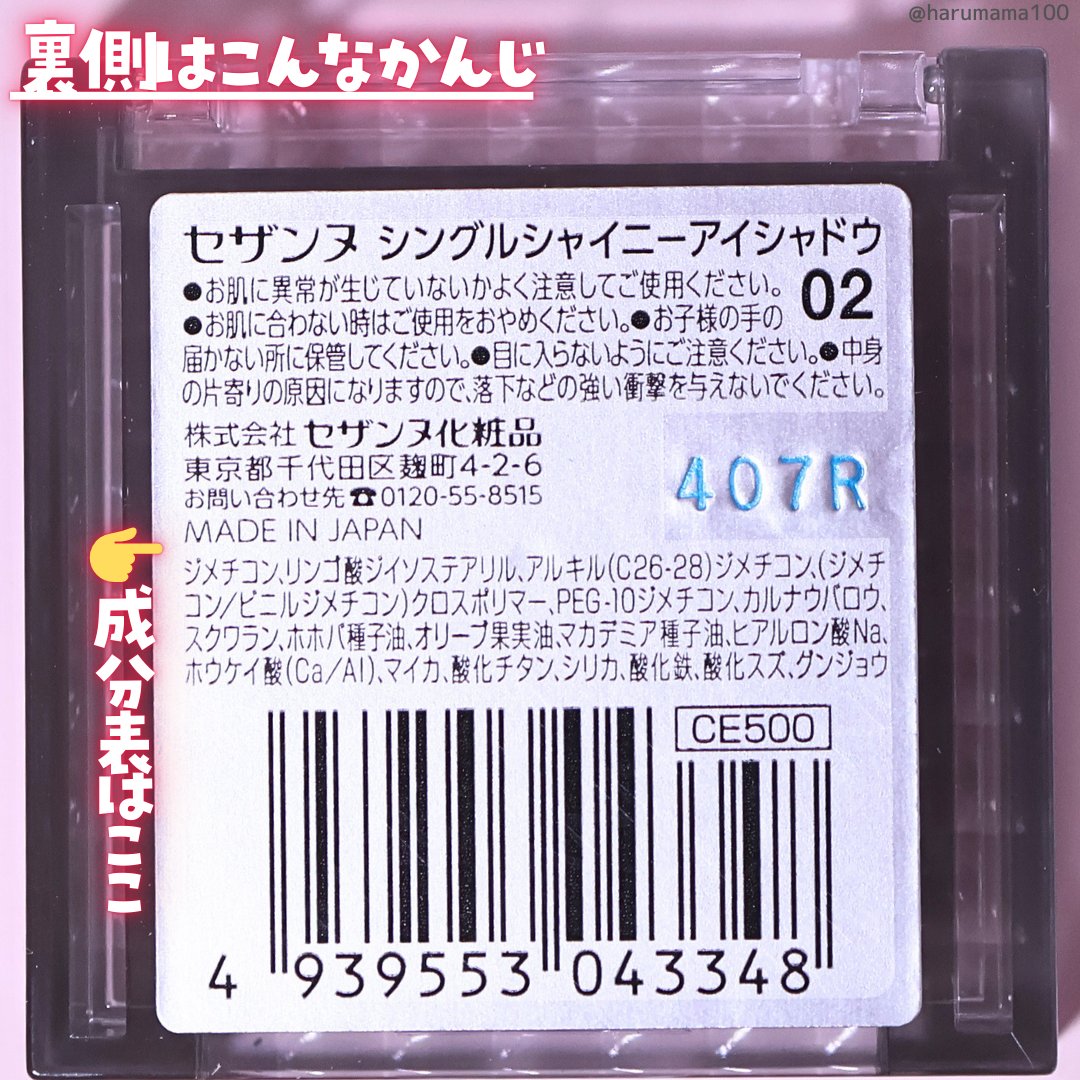 @harumama100
裏側はこんなかんじ
セザンヌ シングルシャイニーアイシャドウ
●お肌に異常が生じていないかよく注意してご使用ください。
02
●お肌に合わない時はご使用をおやめください。●お子様の手の
届かない所に保管してください。●目に入らないようにご注意ください。●中身
の片寄りの原因になりますので、落下などの強い衝撃を与えないでください。
株式会社 セザンヌ化粧品
東京都千代田区麹町4-2-6
お問い合わせ先☎0120-55-8515
MADE IN JAPAN
407R
ジメチコン、リンゴ酸ジイソステアリル、アルキル(C26-28)ジメチコン、(ジメチ
コン/ビニルジメチコン)クロスポリマー、PEG-10ジメチコン、カルナウバロウ、
スクワラン、ホホバ種子油、オリーブ果実油、マカデミア種子油、ヒアルロン酸Na、
ホウケイ酸(Ca/Al)、マイカ、酸化チタン、シリカ、酸化鉄、酸化スズ、グンジョウ
👉成分表はここ
CE500
4 939553 043348